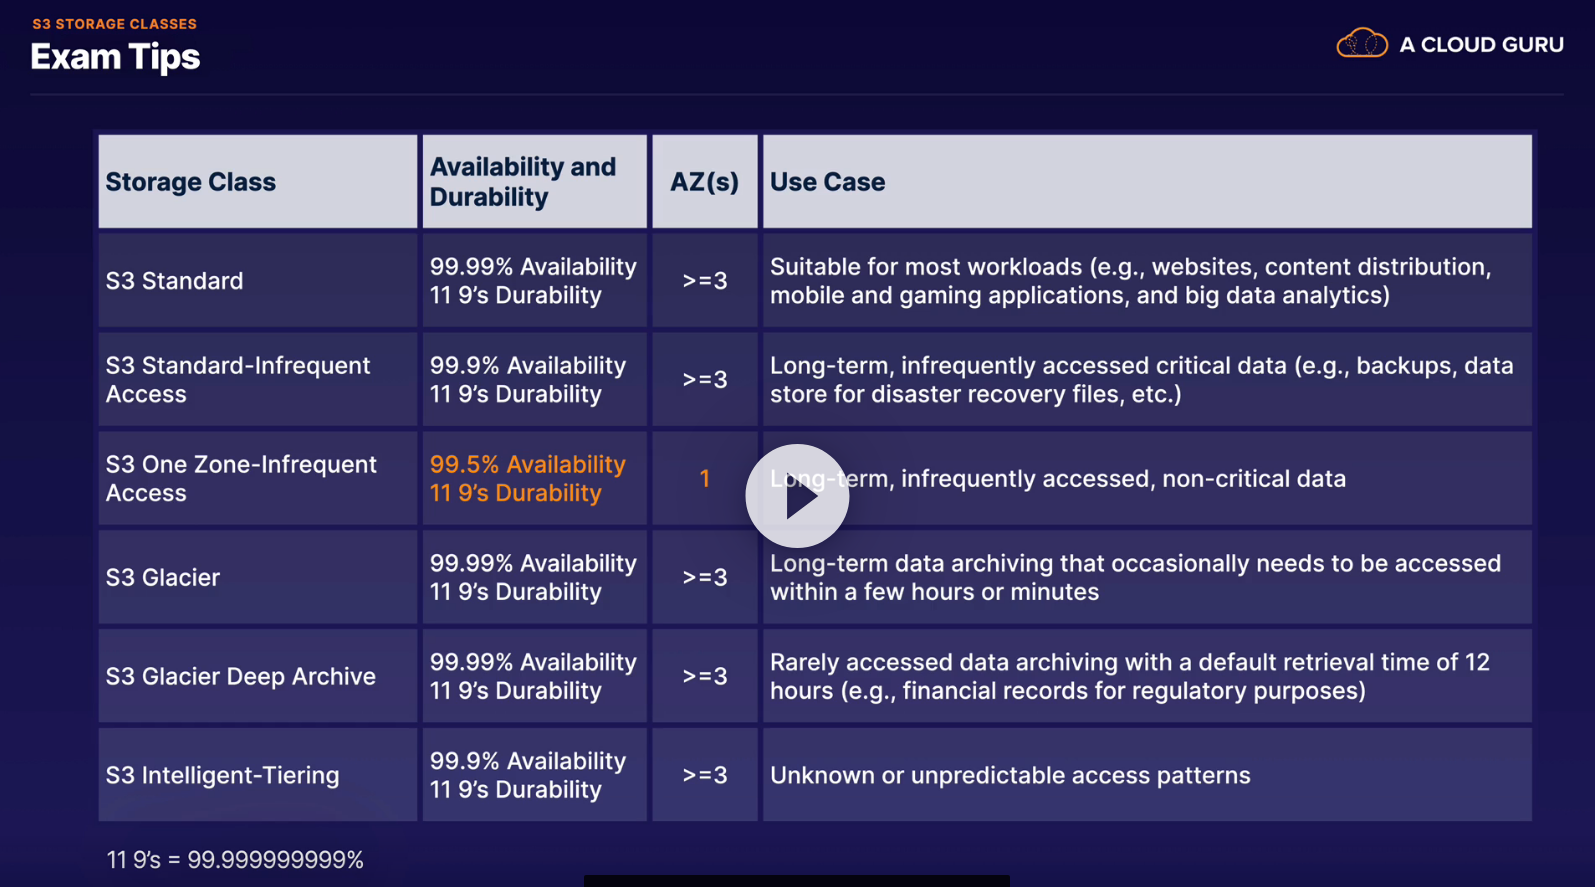 S3 STORAGE CLASSES
Exam Tips
A CLOUD GURU
Storage Class
Availability and
Durability
AZ(s)
Use Case
S3 Standard
99.99% Availability
11 9’s Durability
>=3
Suitable for most workloads (e.g., websites, content distribution,
mobile and gaming applications, and big data analytics)
S3 Standard-Infrequent
Access
99.9% Availability
11 9’s Durability
>=3
Long-term, infrequently accessed critical data (e.g., backups, data
store for disaster recovery files, etc.)
S3 One Zone-Infrequent
Access
99.5% Availability
11 9’s Durability
1
Long-term, infrequently accessed, non-critical data
S3 Glacier
99.99% Availability
11 9’s Durability
>=3
Long-term data archiving that occasionally needs to be accessed
within a few hours or minutes
S3 Glacier Deep Archive
99.99% Availability
11 9’s Durability
>=3
Rarely accessed data archiving with a default retrieval time of 12
hours (e.g., financial records for regulatory purposes)
S3 Intelligent-Tiering
99.9% Availability
11 9’s Durability
>=3
Unknown or unpredictable access patterns
11 9’s = 99.999999999%